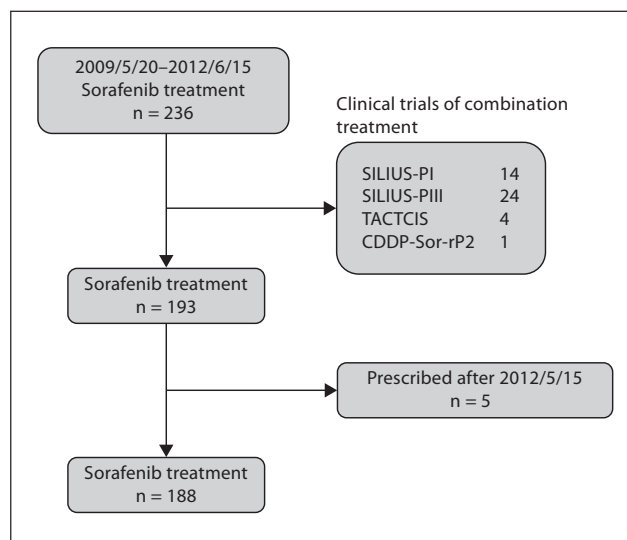 2009/5/20–2012/6/15
Sorafenib treatment
n = 236
Clinical trials of combination
treatment
SILIUS-PI 14
SILIUS-PIII 24
TACTCIS 4
CDDP-Sor-rP2 1
Sorafenib treatment
n = 193
Prescribed after 2012/5/15
n = 5
Sorafenib treatment
n = 188